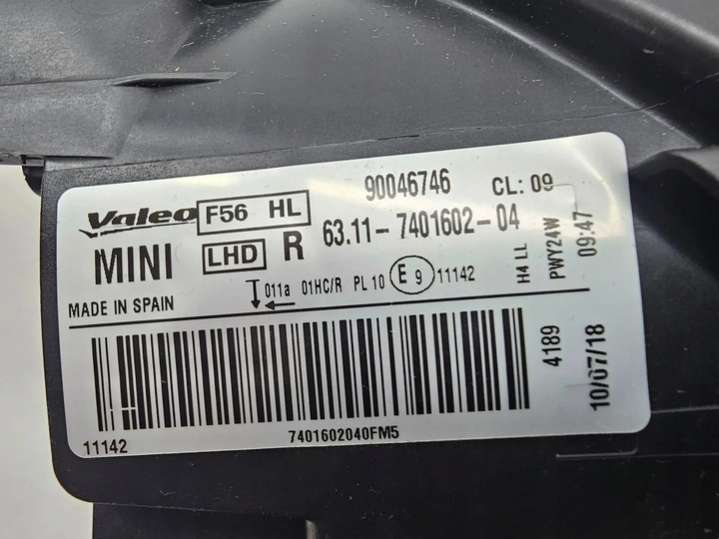 Valeo F56 HL 90046746 CL: 09
MINI LHD R 63.11-7401602-04
MADE IN SPAIN 011a 01HC/R PL 10 E 9 11142
H4 LL
PWY24W
09:47
4189
10/07/18
11142 7401602040FM5